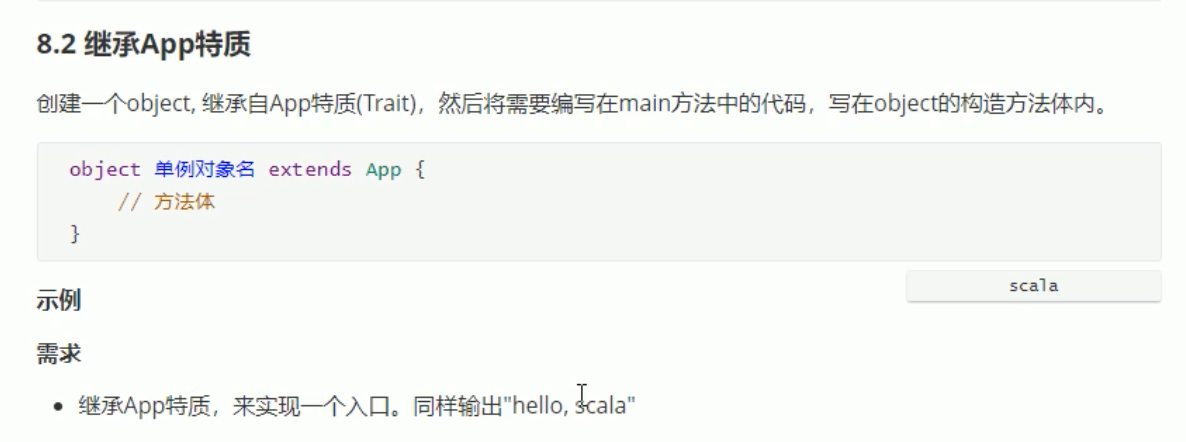 8.2 继承App特质
创建一个object, 继承自App特质(Trait)，然后将需要编写在main方法中的代码，写在object的构造方法体内。
object 单例对象名 extends App {
// 方法体
}
scala
示例
需求
• 继承App特质，来实现一个入口。同样输出"hello, scala"